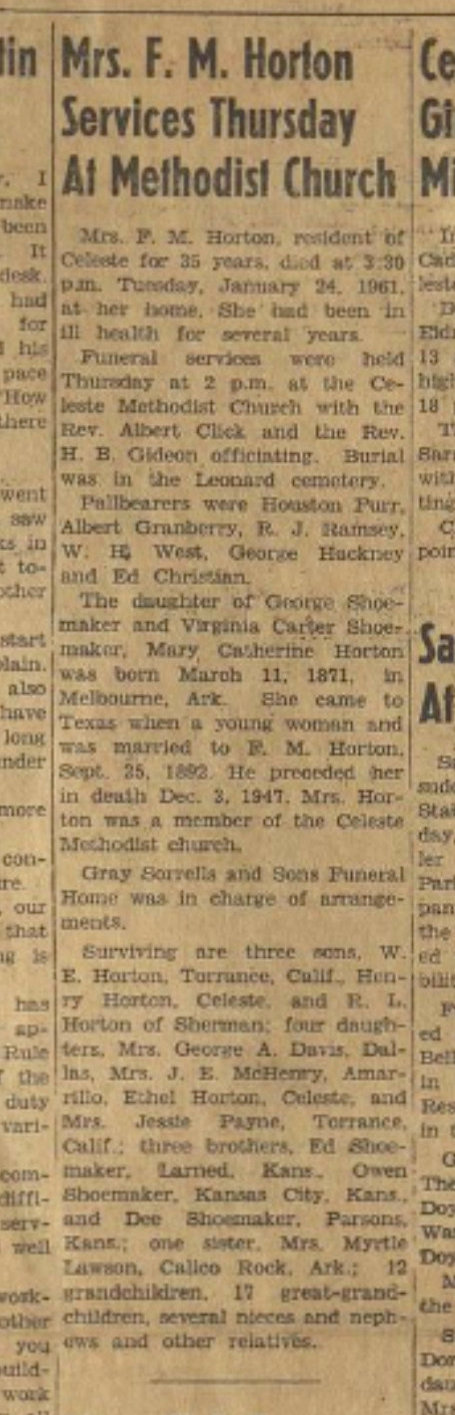 Mrs. F. M. Horton
Services Thursday
At Methodist Church
Mrs. F. M. Horton, resident of
Celeste for 35 years, died at 3:30
p.m. Tuesday, January 24, 1961,
at her home. She had been in
ill health for several years.
Funeral services were held
Thursday at 2 p.m. at the Ce-
leste Methodist Church with the
Rev. Albert Click and the Rev.
H. B. Gideon officiating. Burial
was in the Leonard cemetery.
Pallbearers were Houston Purr,
Albert Granberry, R. J. Ramsey,
W. H. West, George Hackney
and Ed Christian.
The daughter of George Shoe-
maker and Virginia Carter Shoe-
maker, Mary Catherine Horton
was born March 11, 1871, in
Melbourne, Ark. She came to
Texas when a young woman and
was married to F. M. Horton,
Sept. 25, 1892. He preceded her
in death Dec. 3, 1947. Mrs. Hor-
ton was a member of the Celeste
Methodist church.
Gray Sorrells and Sons Funeral
Home was in charge of arrange-
ments.
Surviving are three sons, W.
E. Horton, Torrance, Calif., Hen-
ry Horton, Celeste, and R. L.
Horton of Sherman; four daugh-
ters, Mrs. George A. Davis, Dal-
las, Mrs. J. E. McHenry, Amar-
rillo, Ethel Horton, Celeste, and
Mrs. Jessie Payne, Torrance,
Calif.; three brothers, Ed Shoe-
maker, Larned, Kans., Owen
Shoemaker, Kansas City, Kans.,
and Dee Shoemaker, Parsons,
Kans.; one sister, Mrs. Myrtle
Lawson, Calico Rock, Ark.; 12
grandchildren, 17 great-grand-
children, several nieces and neph-
ews and other relatives.